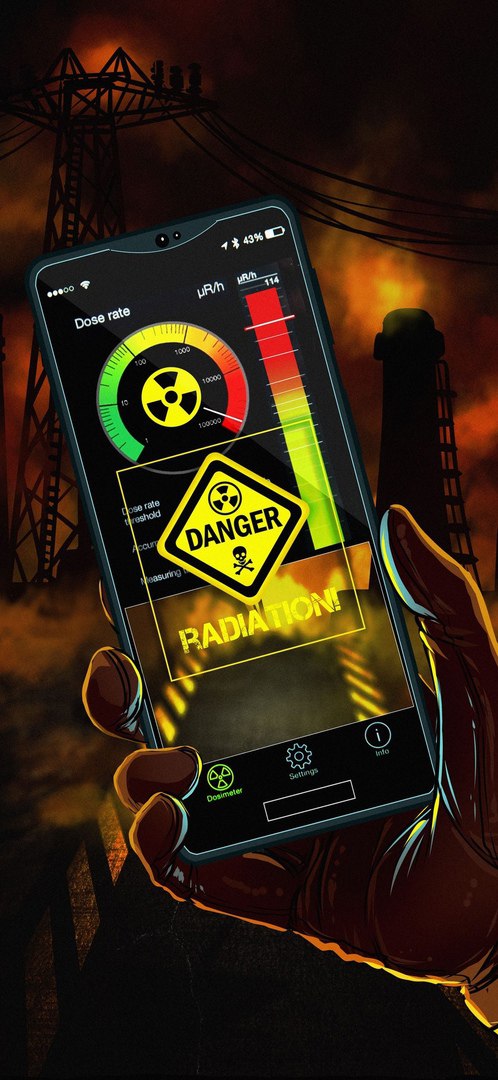 43%
Dose rate
µR/h
µR/h
114
1
10
100
1000
10000
100000
Dose rate
threshold
Measuring
DANGER
RADIATION!
Dosimeter
Settings
Info